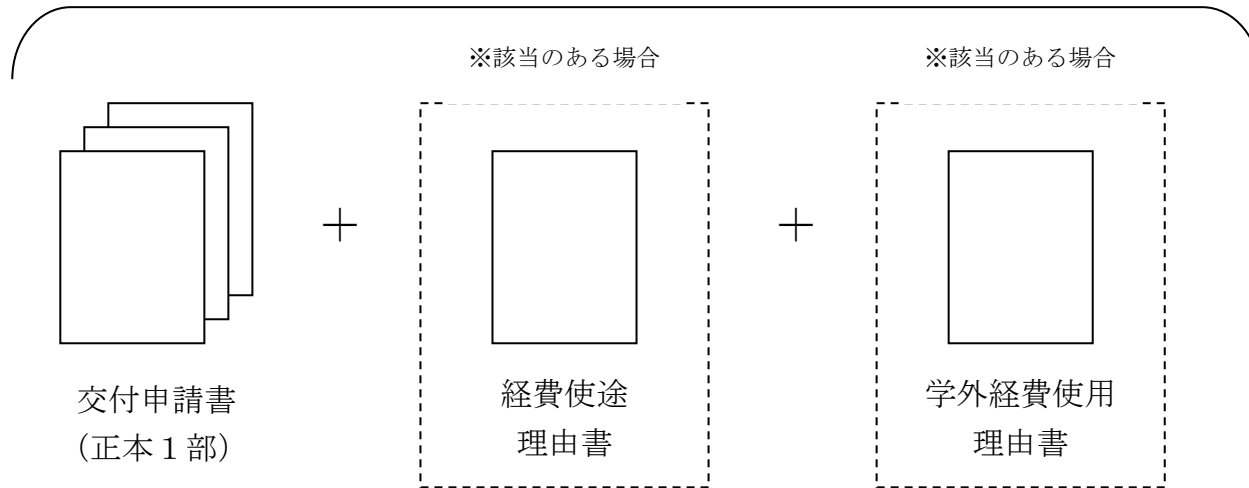 ※該当のある場合
※該当のある場合
＋
＋
交付申請書
（正本１部）
経費使途
理由書
学外経費使用
理由書